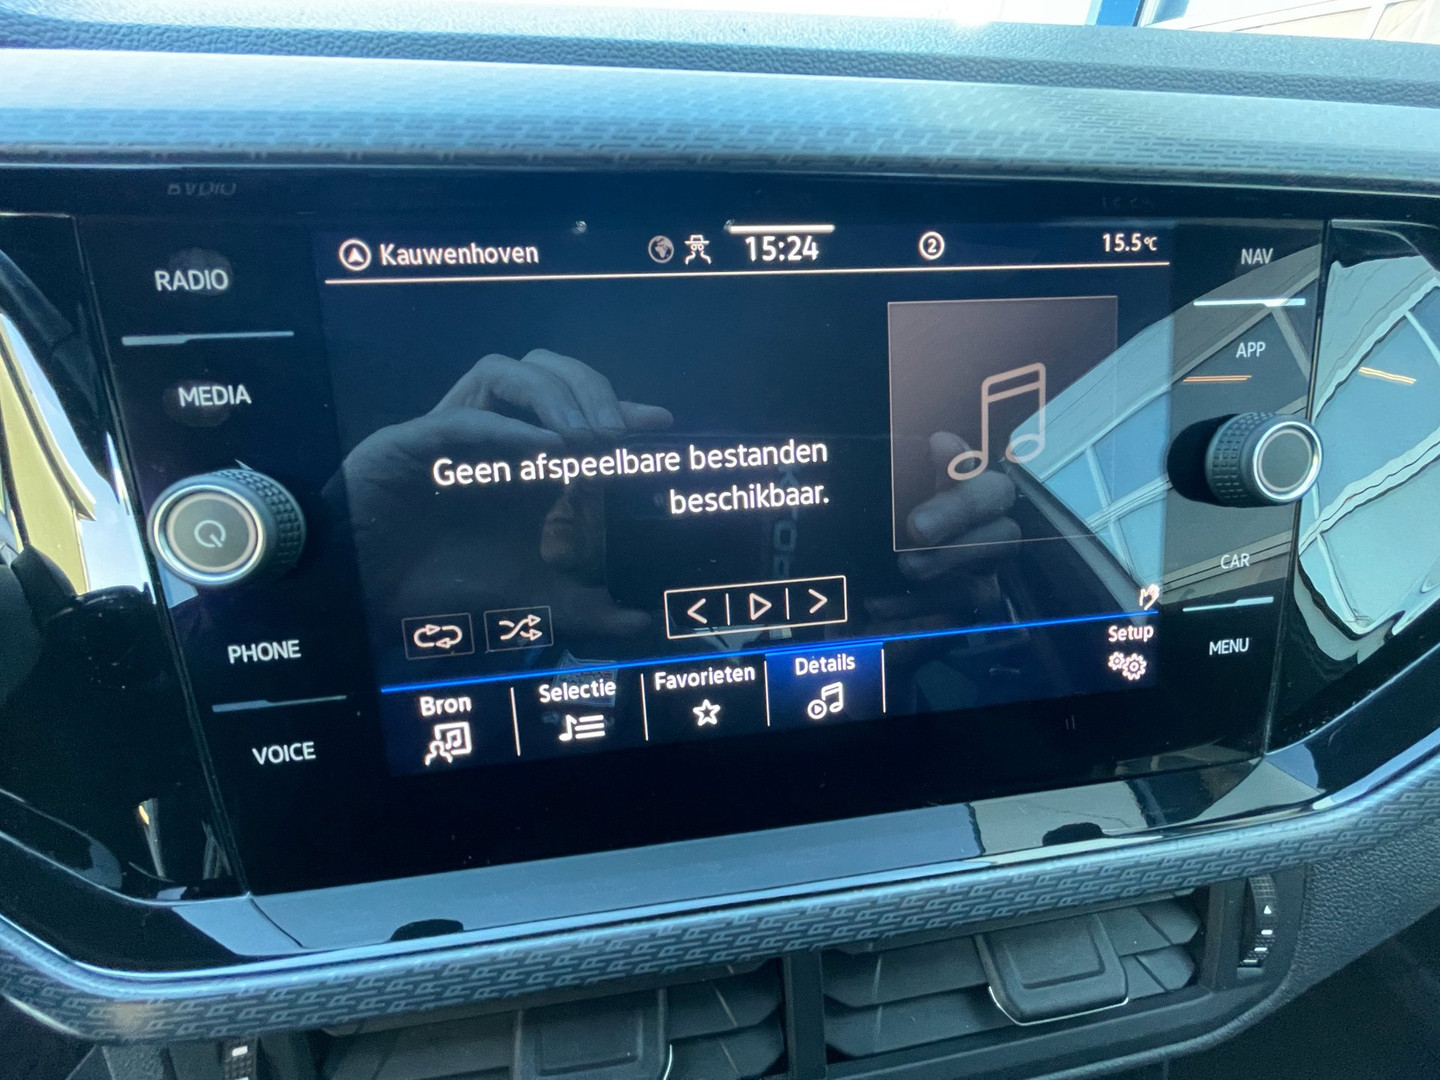 RADIO
MEDIA
PHONE
VOICE
Kauwenhoven
15:24
2
15.5°C
Geen afspeelbare bestanden
beschikbaar.
Bron
Selectie
Favorieten
Details
Setup
NAV
APP
CAR
MENU